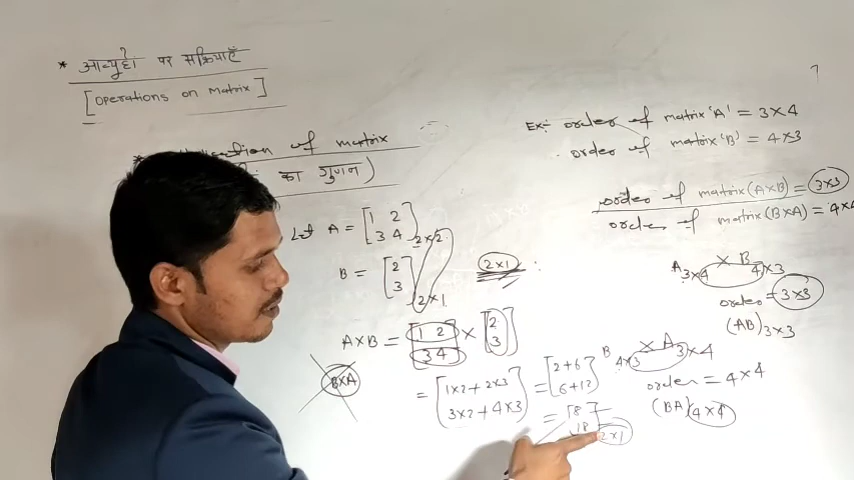 * आव्यूहों पर संक्रियाएँ
[Operations on Matrix]
of matrix
का गुणन)
Let A = [1 2
3 4] 2×2
B = [2
3] 2×1
2×1
A×B = [1 2
3 4] × [2
3]
B×A
= [1×2 + 2×3
3×2 + 4×3] = [2+6
6+12]
= [8
18] 2×1
Ex:- order of matrix 'A' = 3×4
order of matrix 'B' = 4×3
order of matrix (A×B) = 3×3
order of matrix (B×A) = 4×4
A 3×4 × B 4×3
order = 3×3
(AB) 3×3
B 4×3 × A 3×4
order = 4×4
(BA) 4×4